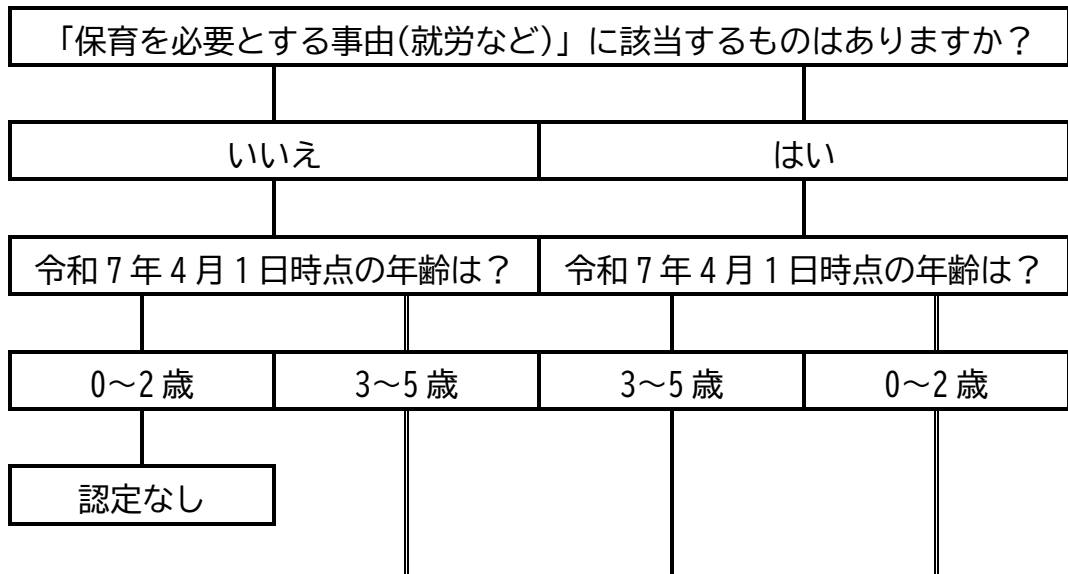 「保育を必要とする事由(就労など)」に該当するものはありますか？
いいえ
はい
令和７年４月１日時点の年齢は？
令和７年４月１日時点の年齢は？
0～2 歳
3～5 歳
3～5 歳
0～2 歳
認定なし